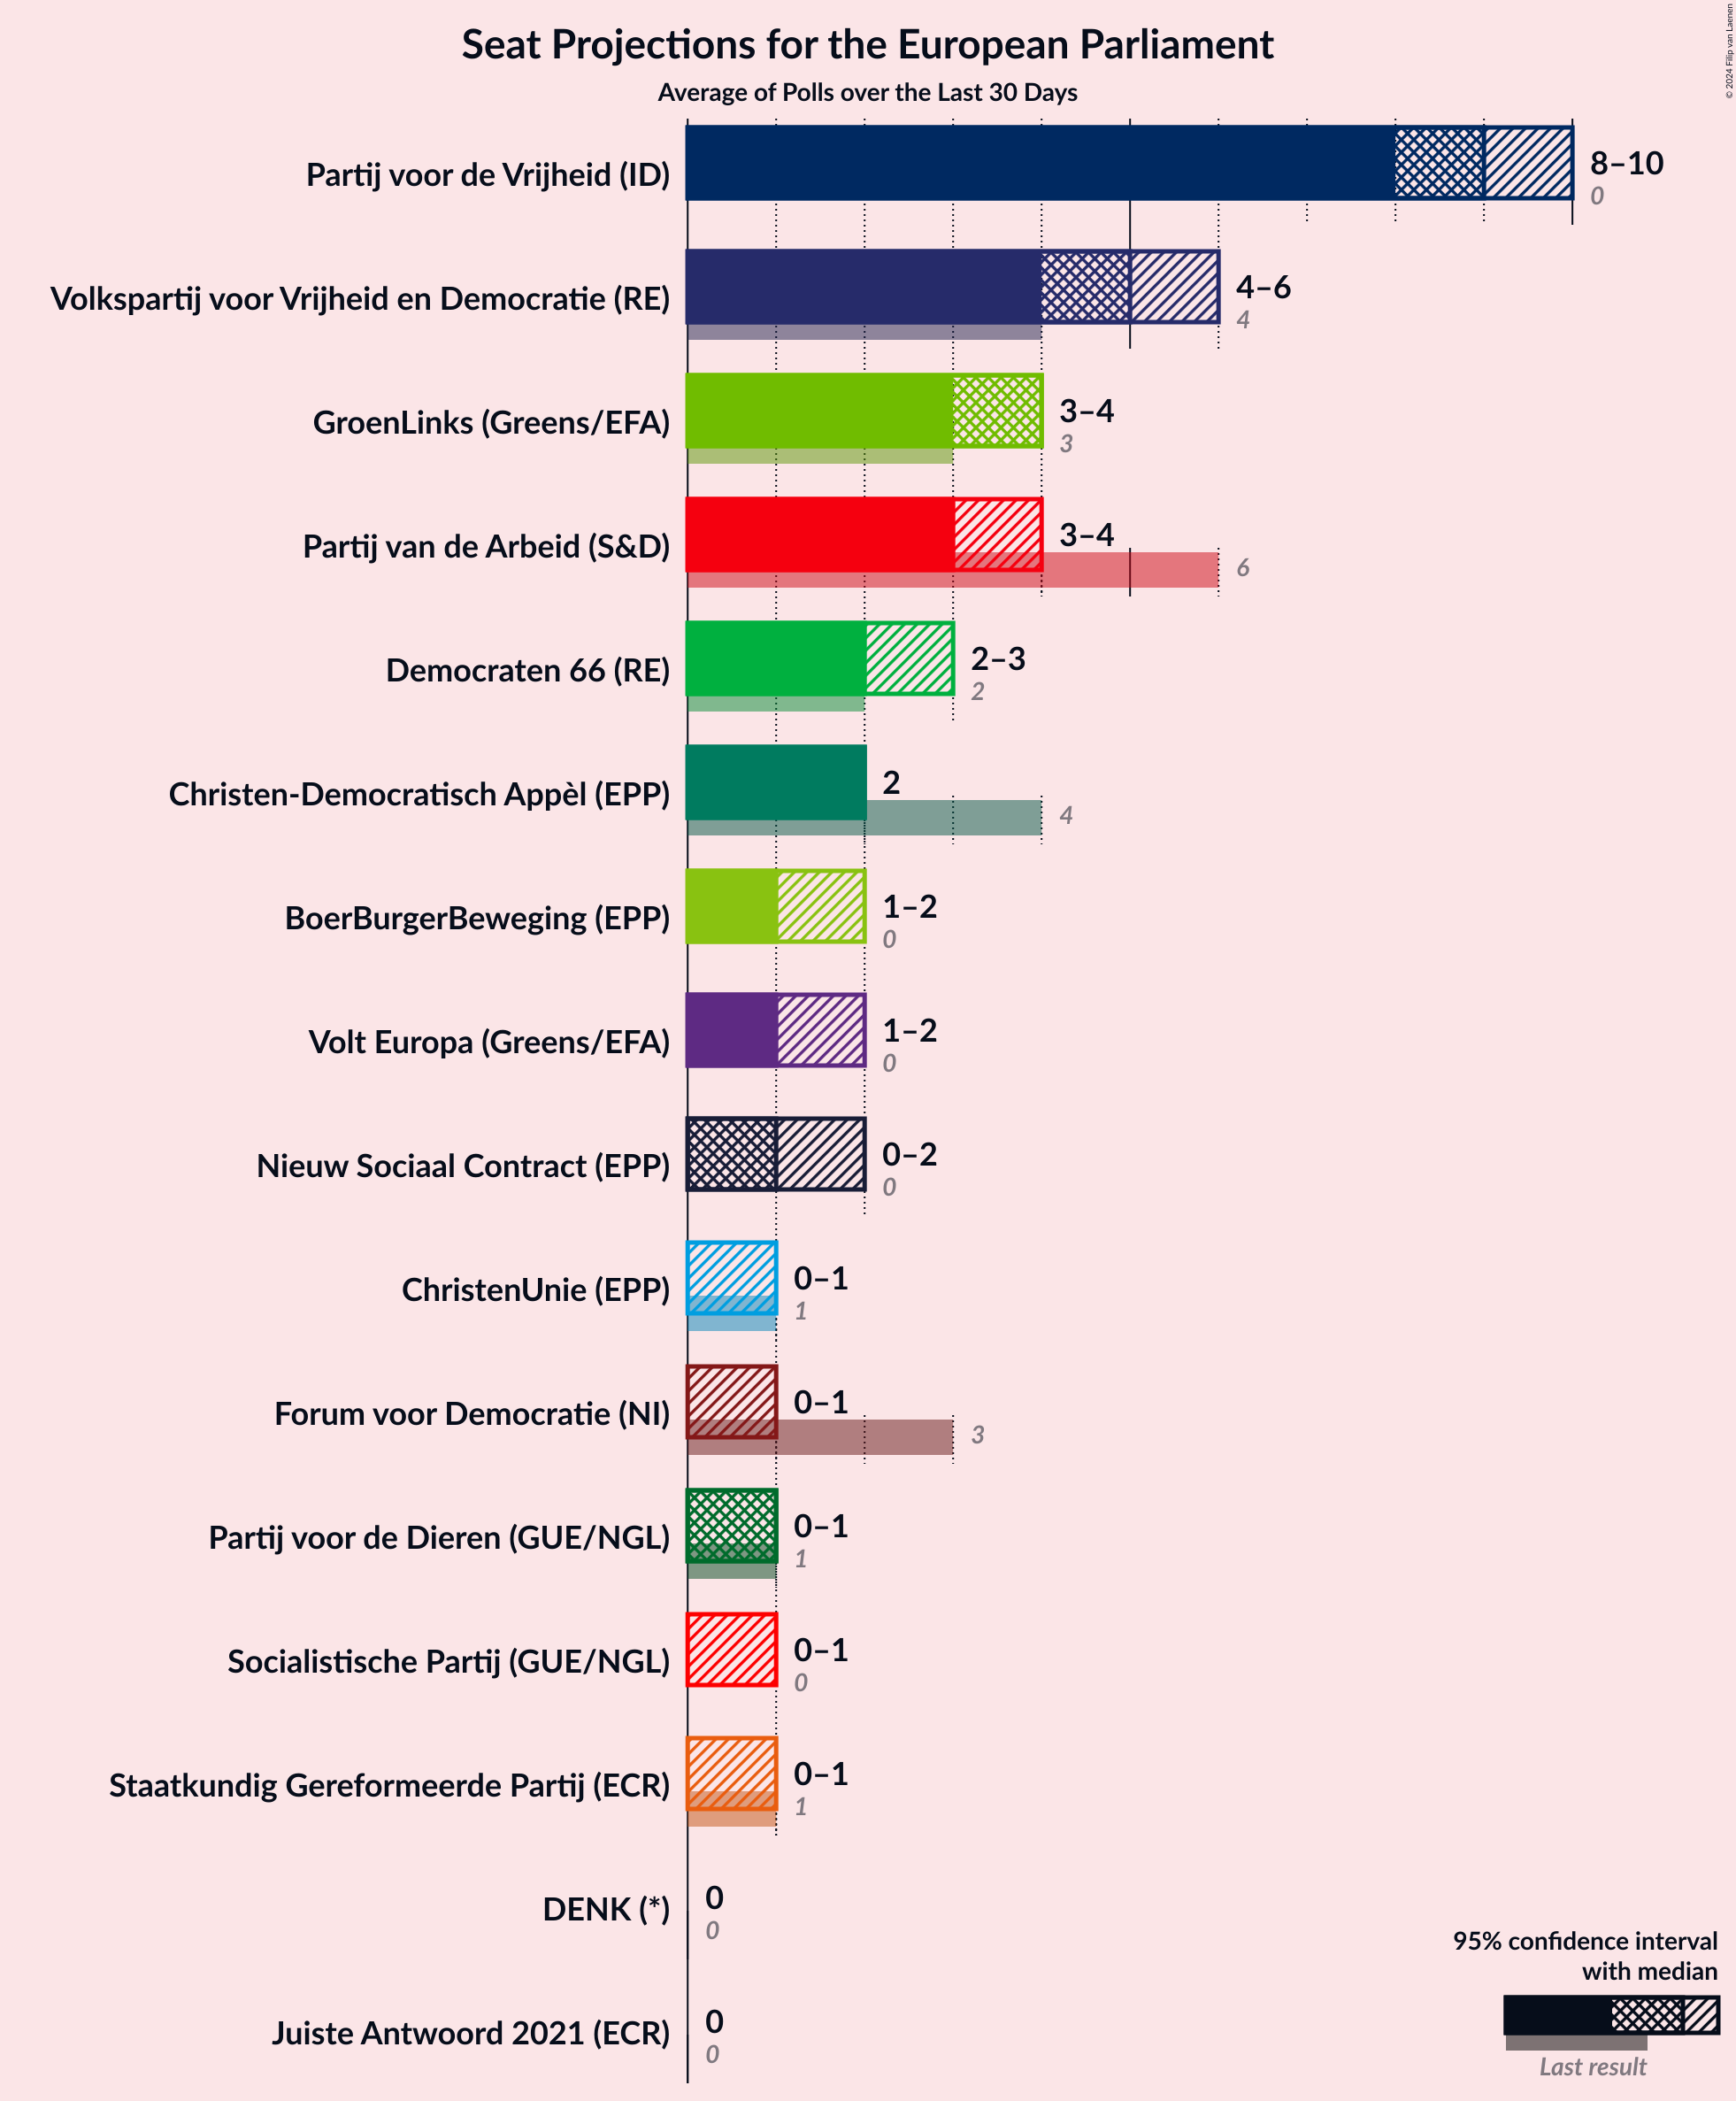 Seat Projections for the European Parliament
Average of Polls over the Last 30 Days
© 2024 Filip van Laenen
Partij voor de Vrijheid (ID)
8–10
0
Volkspartij voor Vrijheid en Democratie (RE)
4–6
4
GroenLinks (Greens/EFA)
3–4
3
Partij van de Arbeid (S&D)
3–4
6
Democraten 66 (RE)
2–3
2
Christen-Democratisch Appèl (EPP)
2
4
BoerBurgerBeweging (EPP)
1–2
0
Volt Europa (Greens/EFA)
1–2
0
Nieuw Sociaal Contract (EPP)
0–2
0
ChristenUnie (EPP)
0–1
1
Forum voor Democratie (NI)
0–1
3
Partij voor de Dieren (GUE/NGL)
0–1
1
Socialistische Partij (GUE/NGL)
0–1
0
Staatkundig Gereformeerde Partij (ECR)
0–1
1
DENK (*)
0
0
Juiste Antwoord 2021 (ECR)
0
0
95% confidence interval
with median
Last result